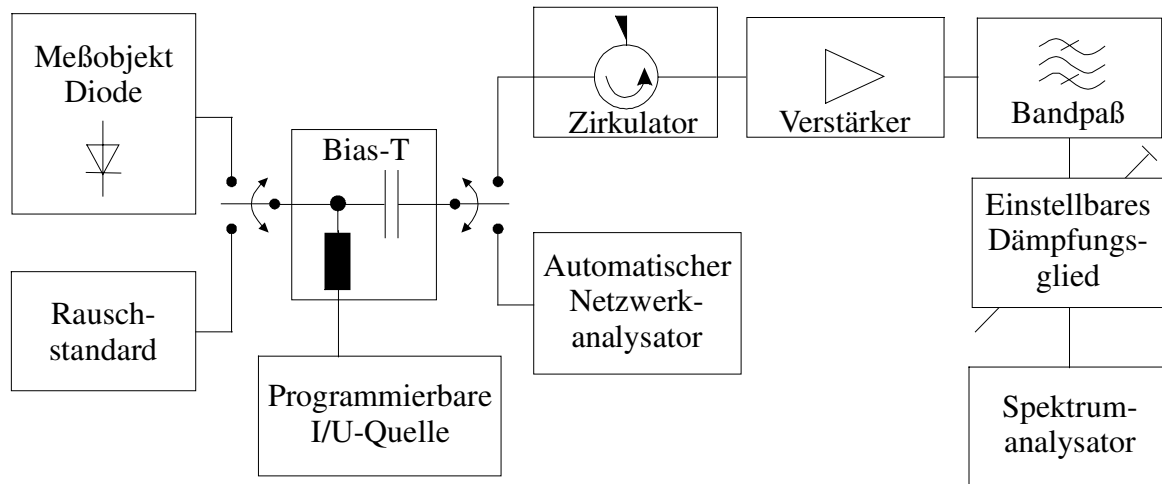 Meßobjekt
Diode
Bias-T
Zirkulator
Verstärker
Bandpaß
Rausch-
standard
Programmierbare
I/U-Quelle
Automatischer
Netzwerk-
analysator
Einstellbares
Dämpfungs-
glied
Spektrum-
analysator